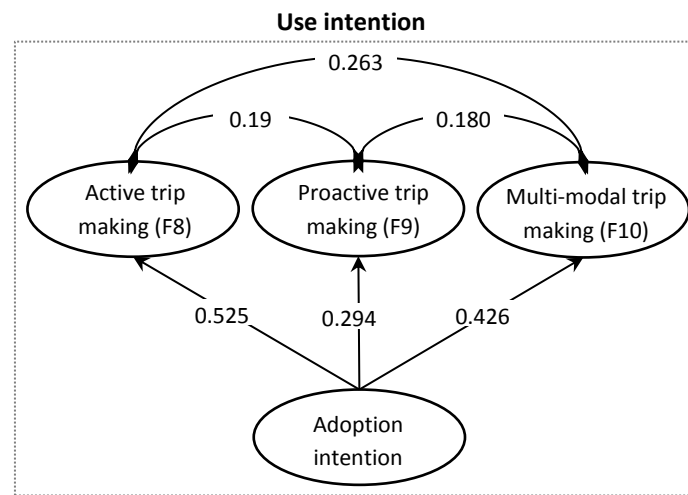 Use intention
0.263
0.19
0.180
Active trip
making (F8)
Proactive trip
making (F9)
Multi-modal trip
making (F10)
0.525
0.294
0.426
Adoption
intention